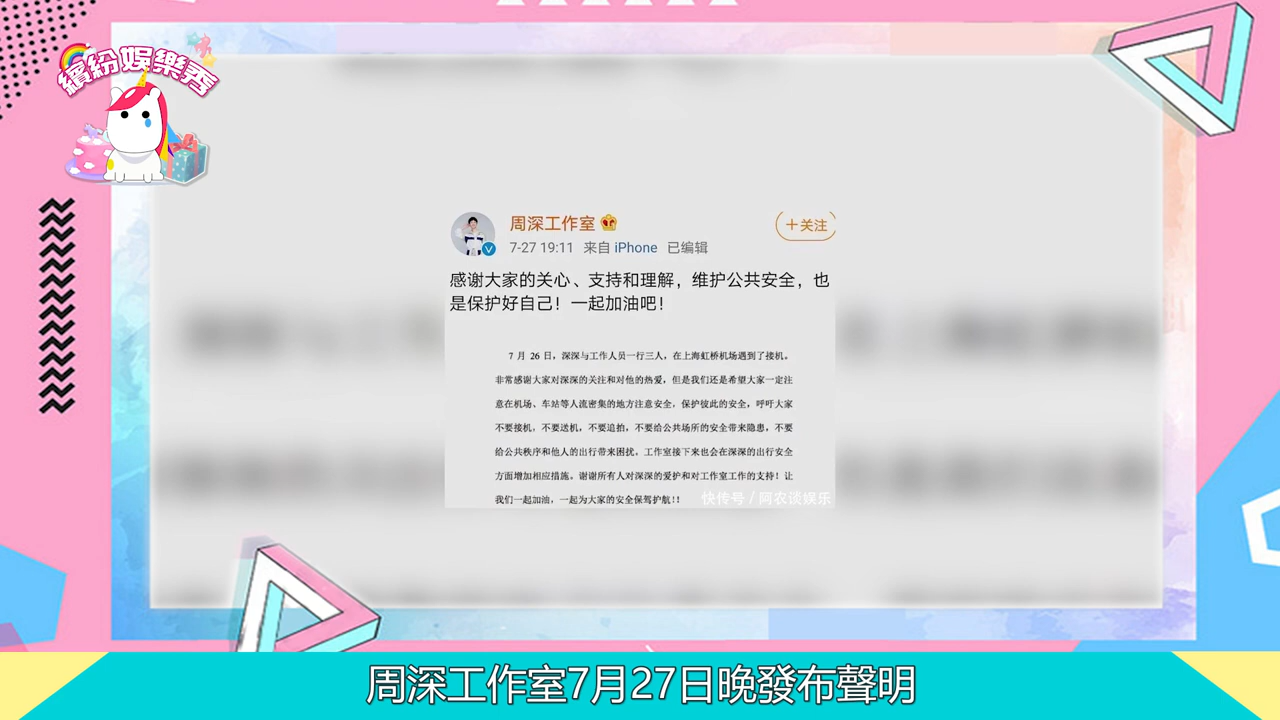 繽紛娛樂秀
周深工作室
+关注
7-27 19:11 来自 iPhone 已编辑
感谢大家的关心、支持和理解，维护公共安全，也
是保护好自己！一起加油吧！
7 月 26 日，深深与工作人员一行三人，在上海虹桥机场遇到了接机。
非常感谢大家对深深的关注和对他的热爱，但是我们还是希望大家一定注
意在机场、车站等人流密集的地方注意安全，保护彼此的安全，呼吁大家
不要接机，不要送机，不要追拍，不要给公共场所的安全带来隐患，不要
给公共秩序和他人的出行带来困扰。工作室接下来也会在深深的出行安全
方面增加相应措施。谢谢所有人对深深的爱护和对工作室工作的支持！让
我们一起加油，一起为大家的安全保驾护航!!
快传号 / 阿农谈娱乐
周深工作室7月27日晚發布聲明